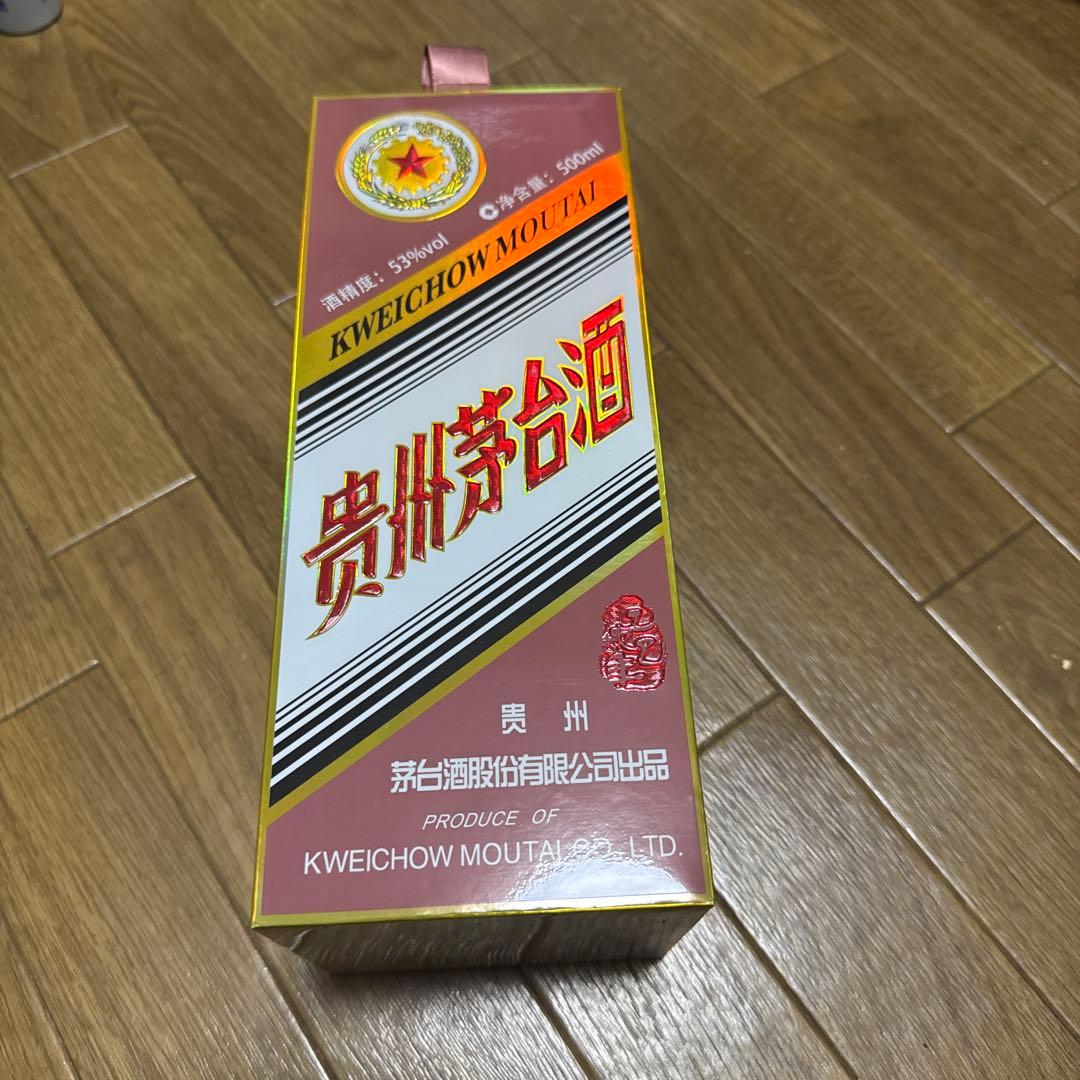 酒精度：53%vol
净含量：500ml
KWEICHOW MOUTAI
贵州茅台酒
贵 州
茅台酒股份有限公司出品
PRODUCE OF
KWEICHOW MOUTAI CO., LTD.